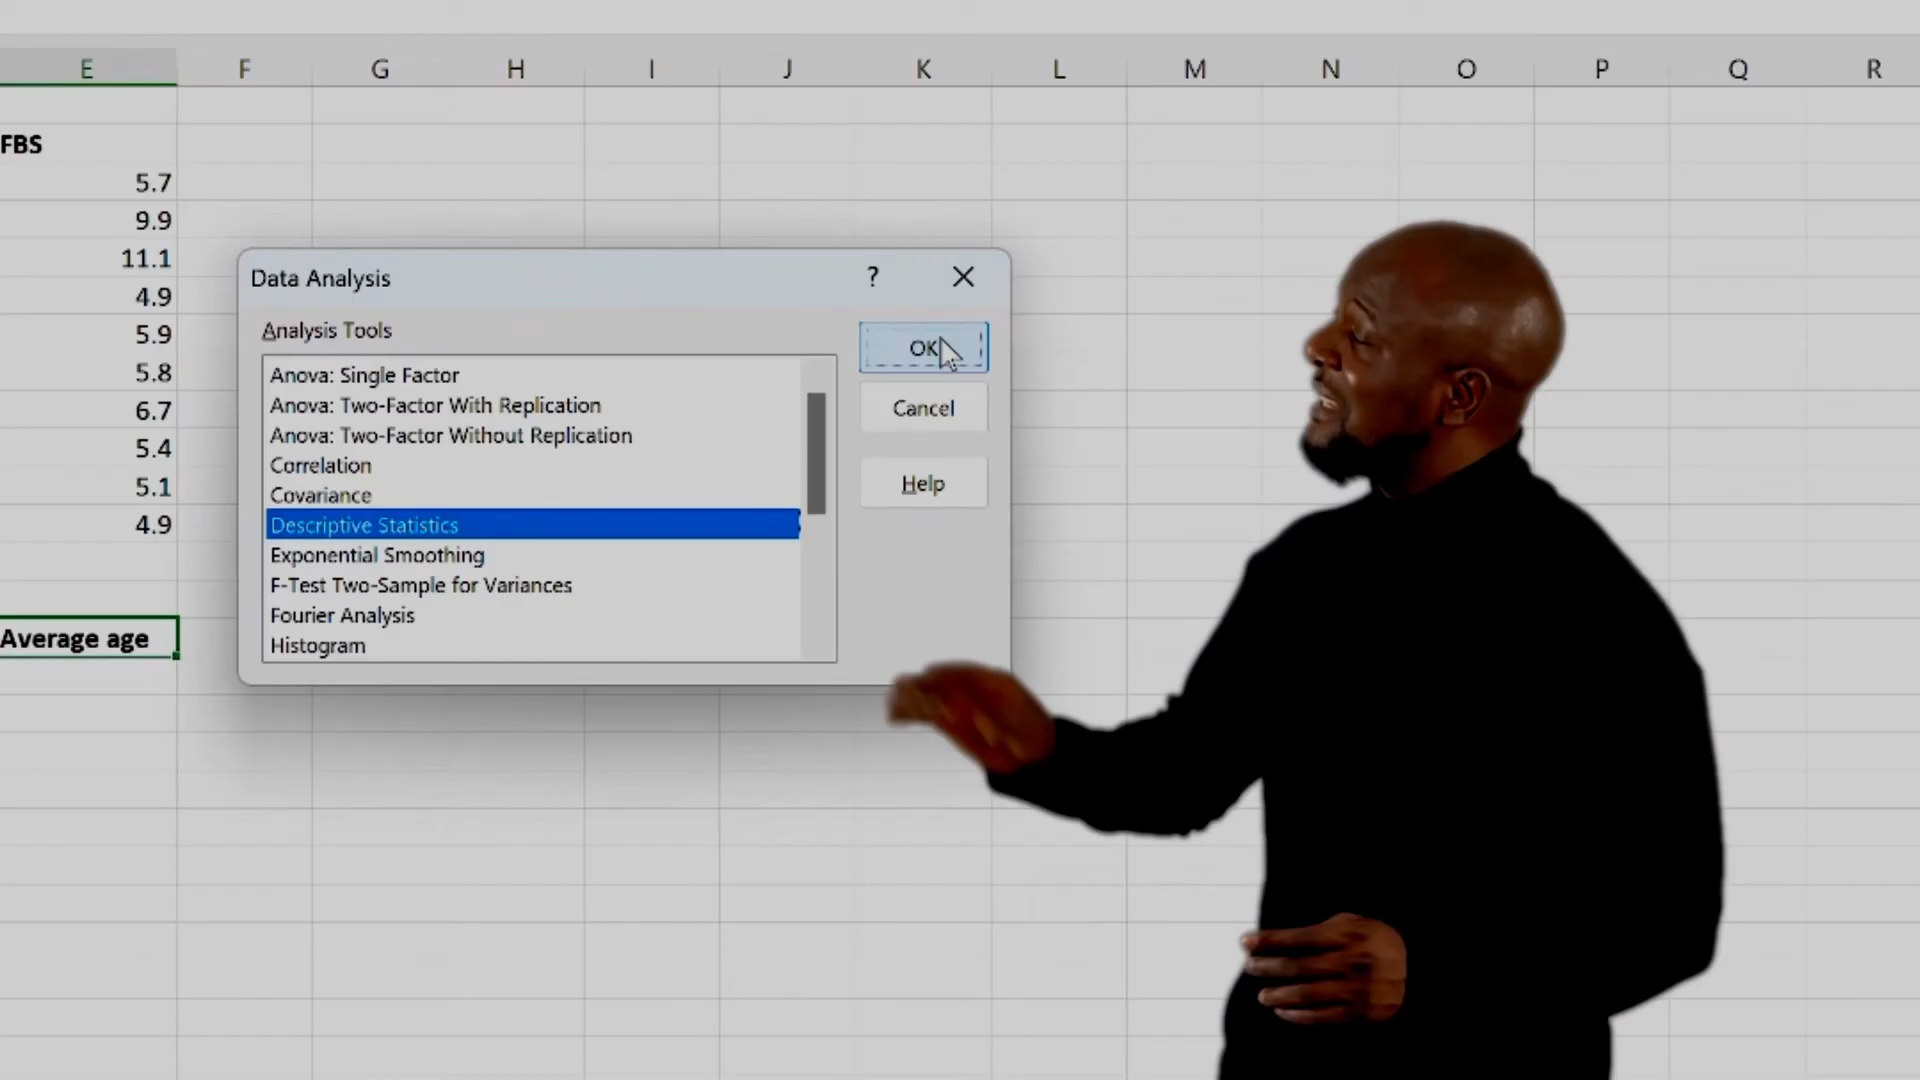 E F G H I J K L M N O P Q R
FBS
5.7
9.9
11.1
4.9
5.9
5.8
6.7
5.4
5.1
4.9
Average age
Data Analysis ?
Analysis Tools
Anova: Single Factor
Anova: Two-Factor With Replication
Anova: Two-Factor Without Replication
Correlation
Covariance
Descriptive Statistics
Exponential Smoothing
F-Test Two-Sample for Variances
Fourier Analysis
Histogram
OK
Cancel
Help